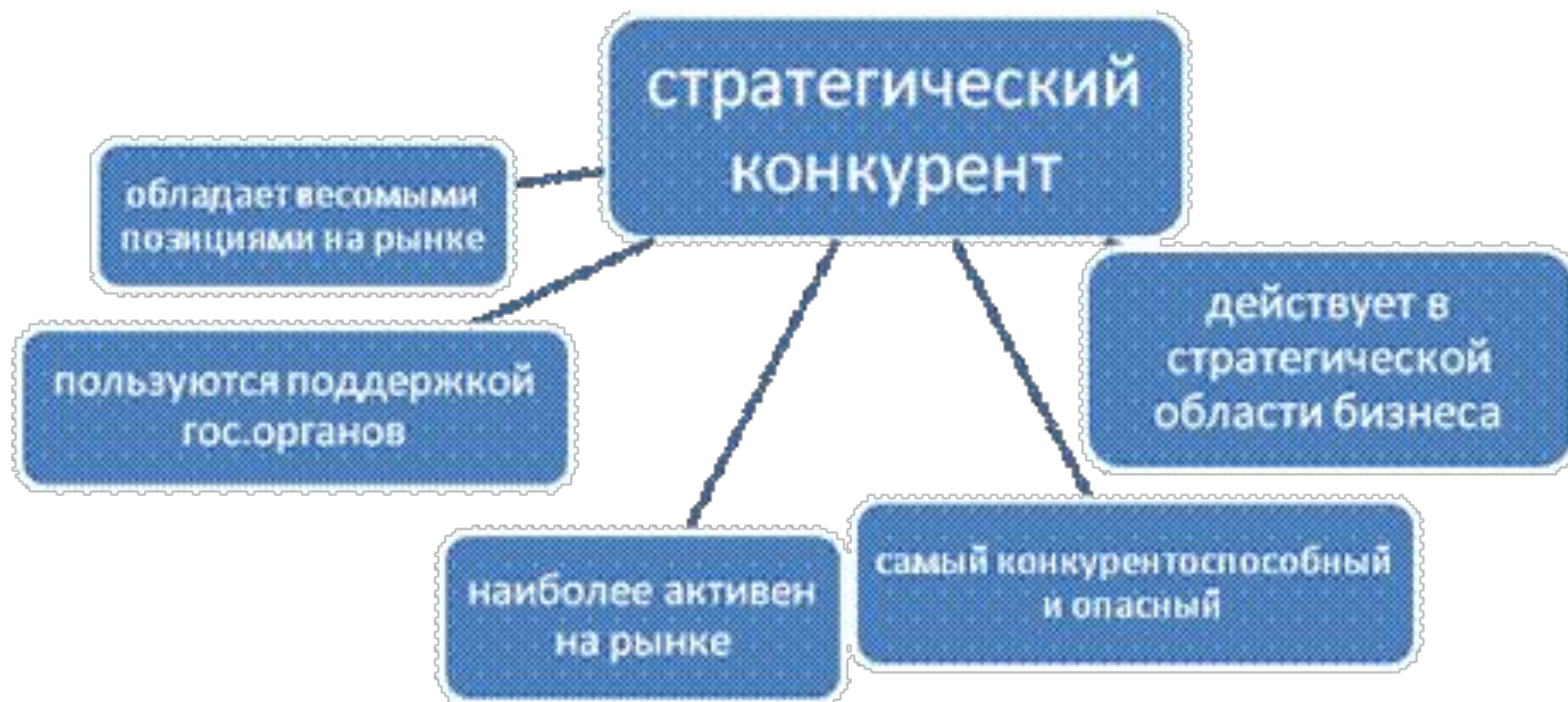 стратегический
конкурент
обладает весомыми
позициями на рынке
пользуются поддержкой
гос.органов
наиболее активен
на рынке
самый конкурентоспособный
и опасный
действует в
стратегической
области бизнеса